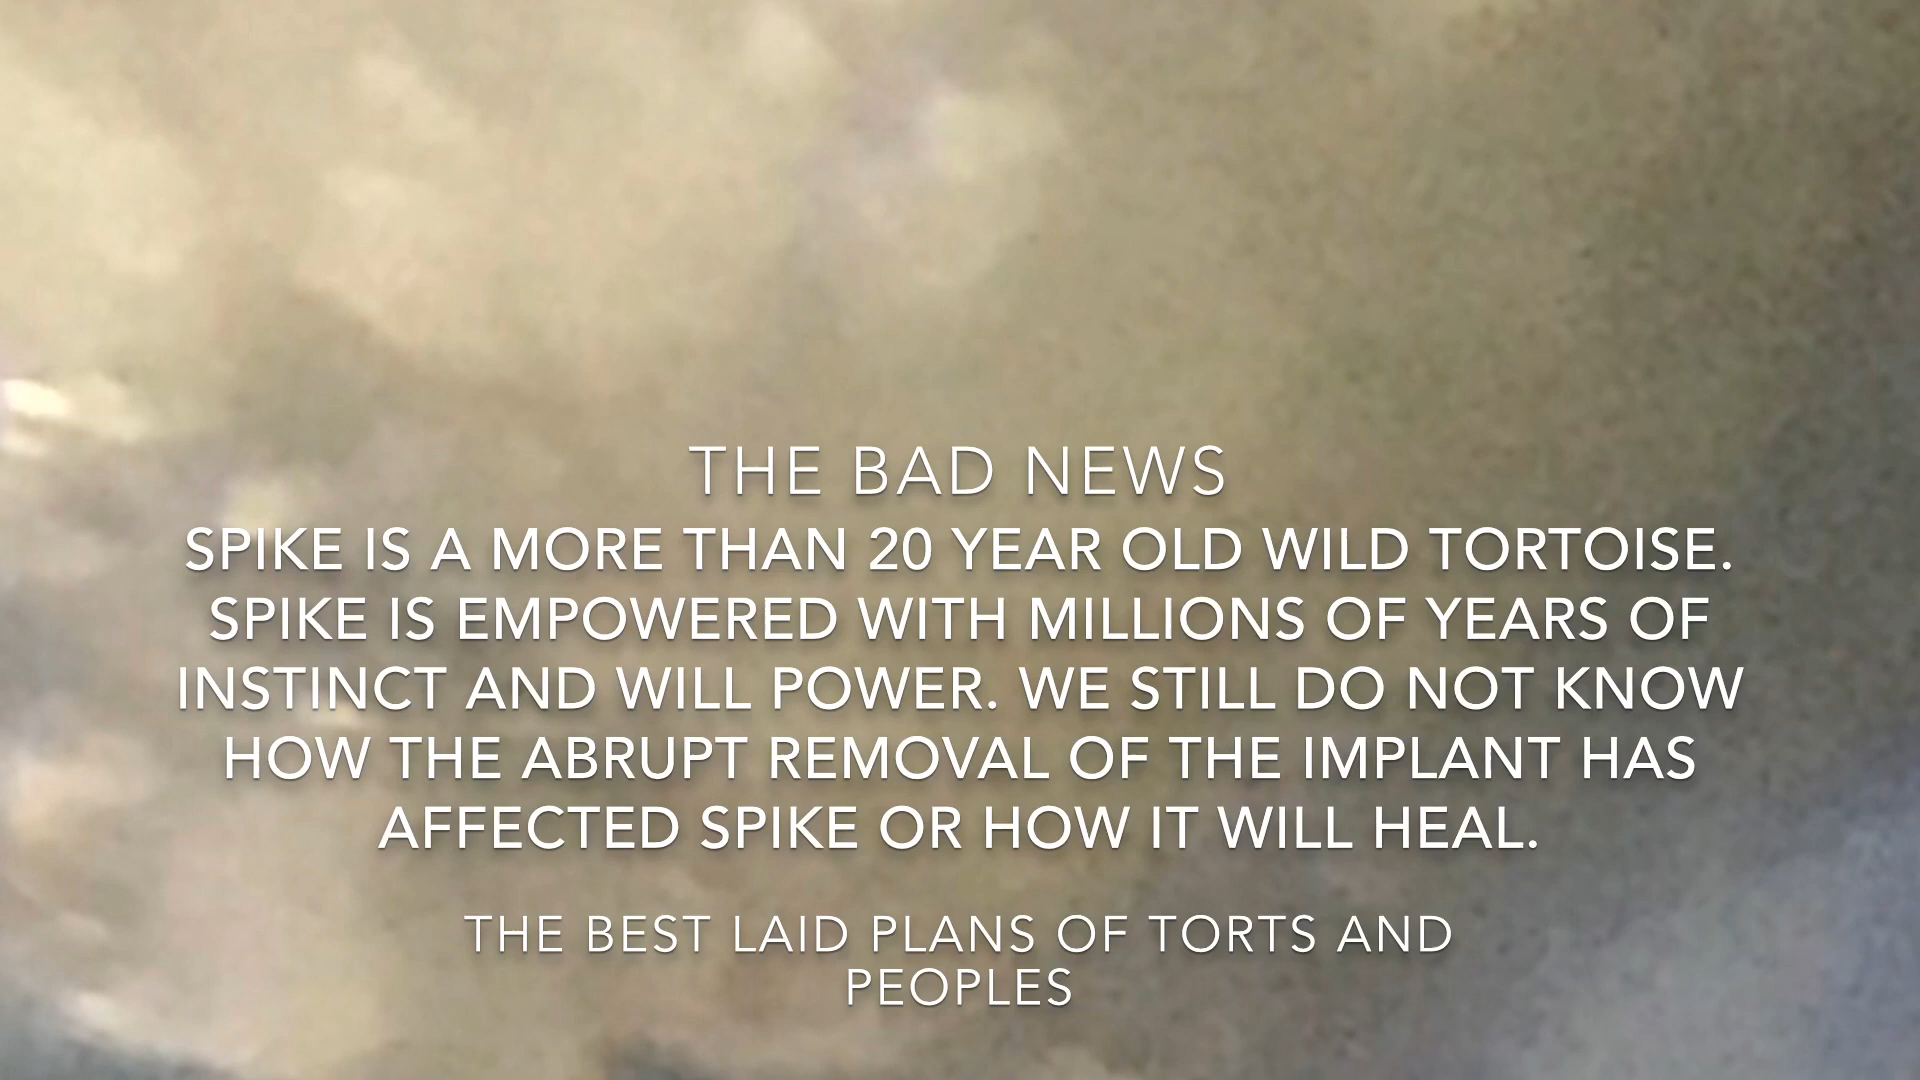 THE BAD NEWS
SPIKE IS A MORE THAN 20 YEAR OLD WILD TORTOISE.
SPIKE IS EMPOWERED WITH MILLIONS OF YEARS OF
INSTINCT AND WILL POWER. WE STILL DO NOT KNOW
HOW THE ABRUPT REMOVAL OF THE IMPLANT HAS
AFFECTED SPIKE OR HOW IT WILL HEAL.
THE BEST LAID PLANS OF TORTS AND
PEOPLES